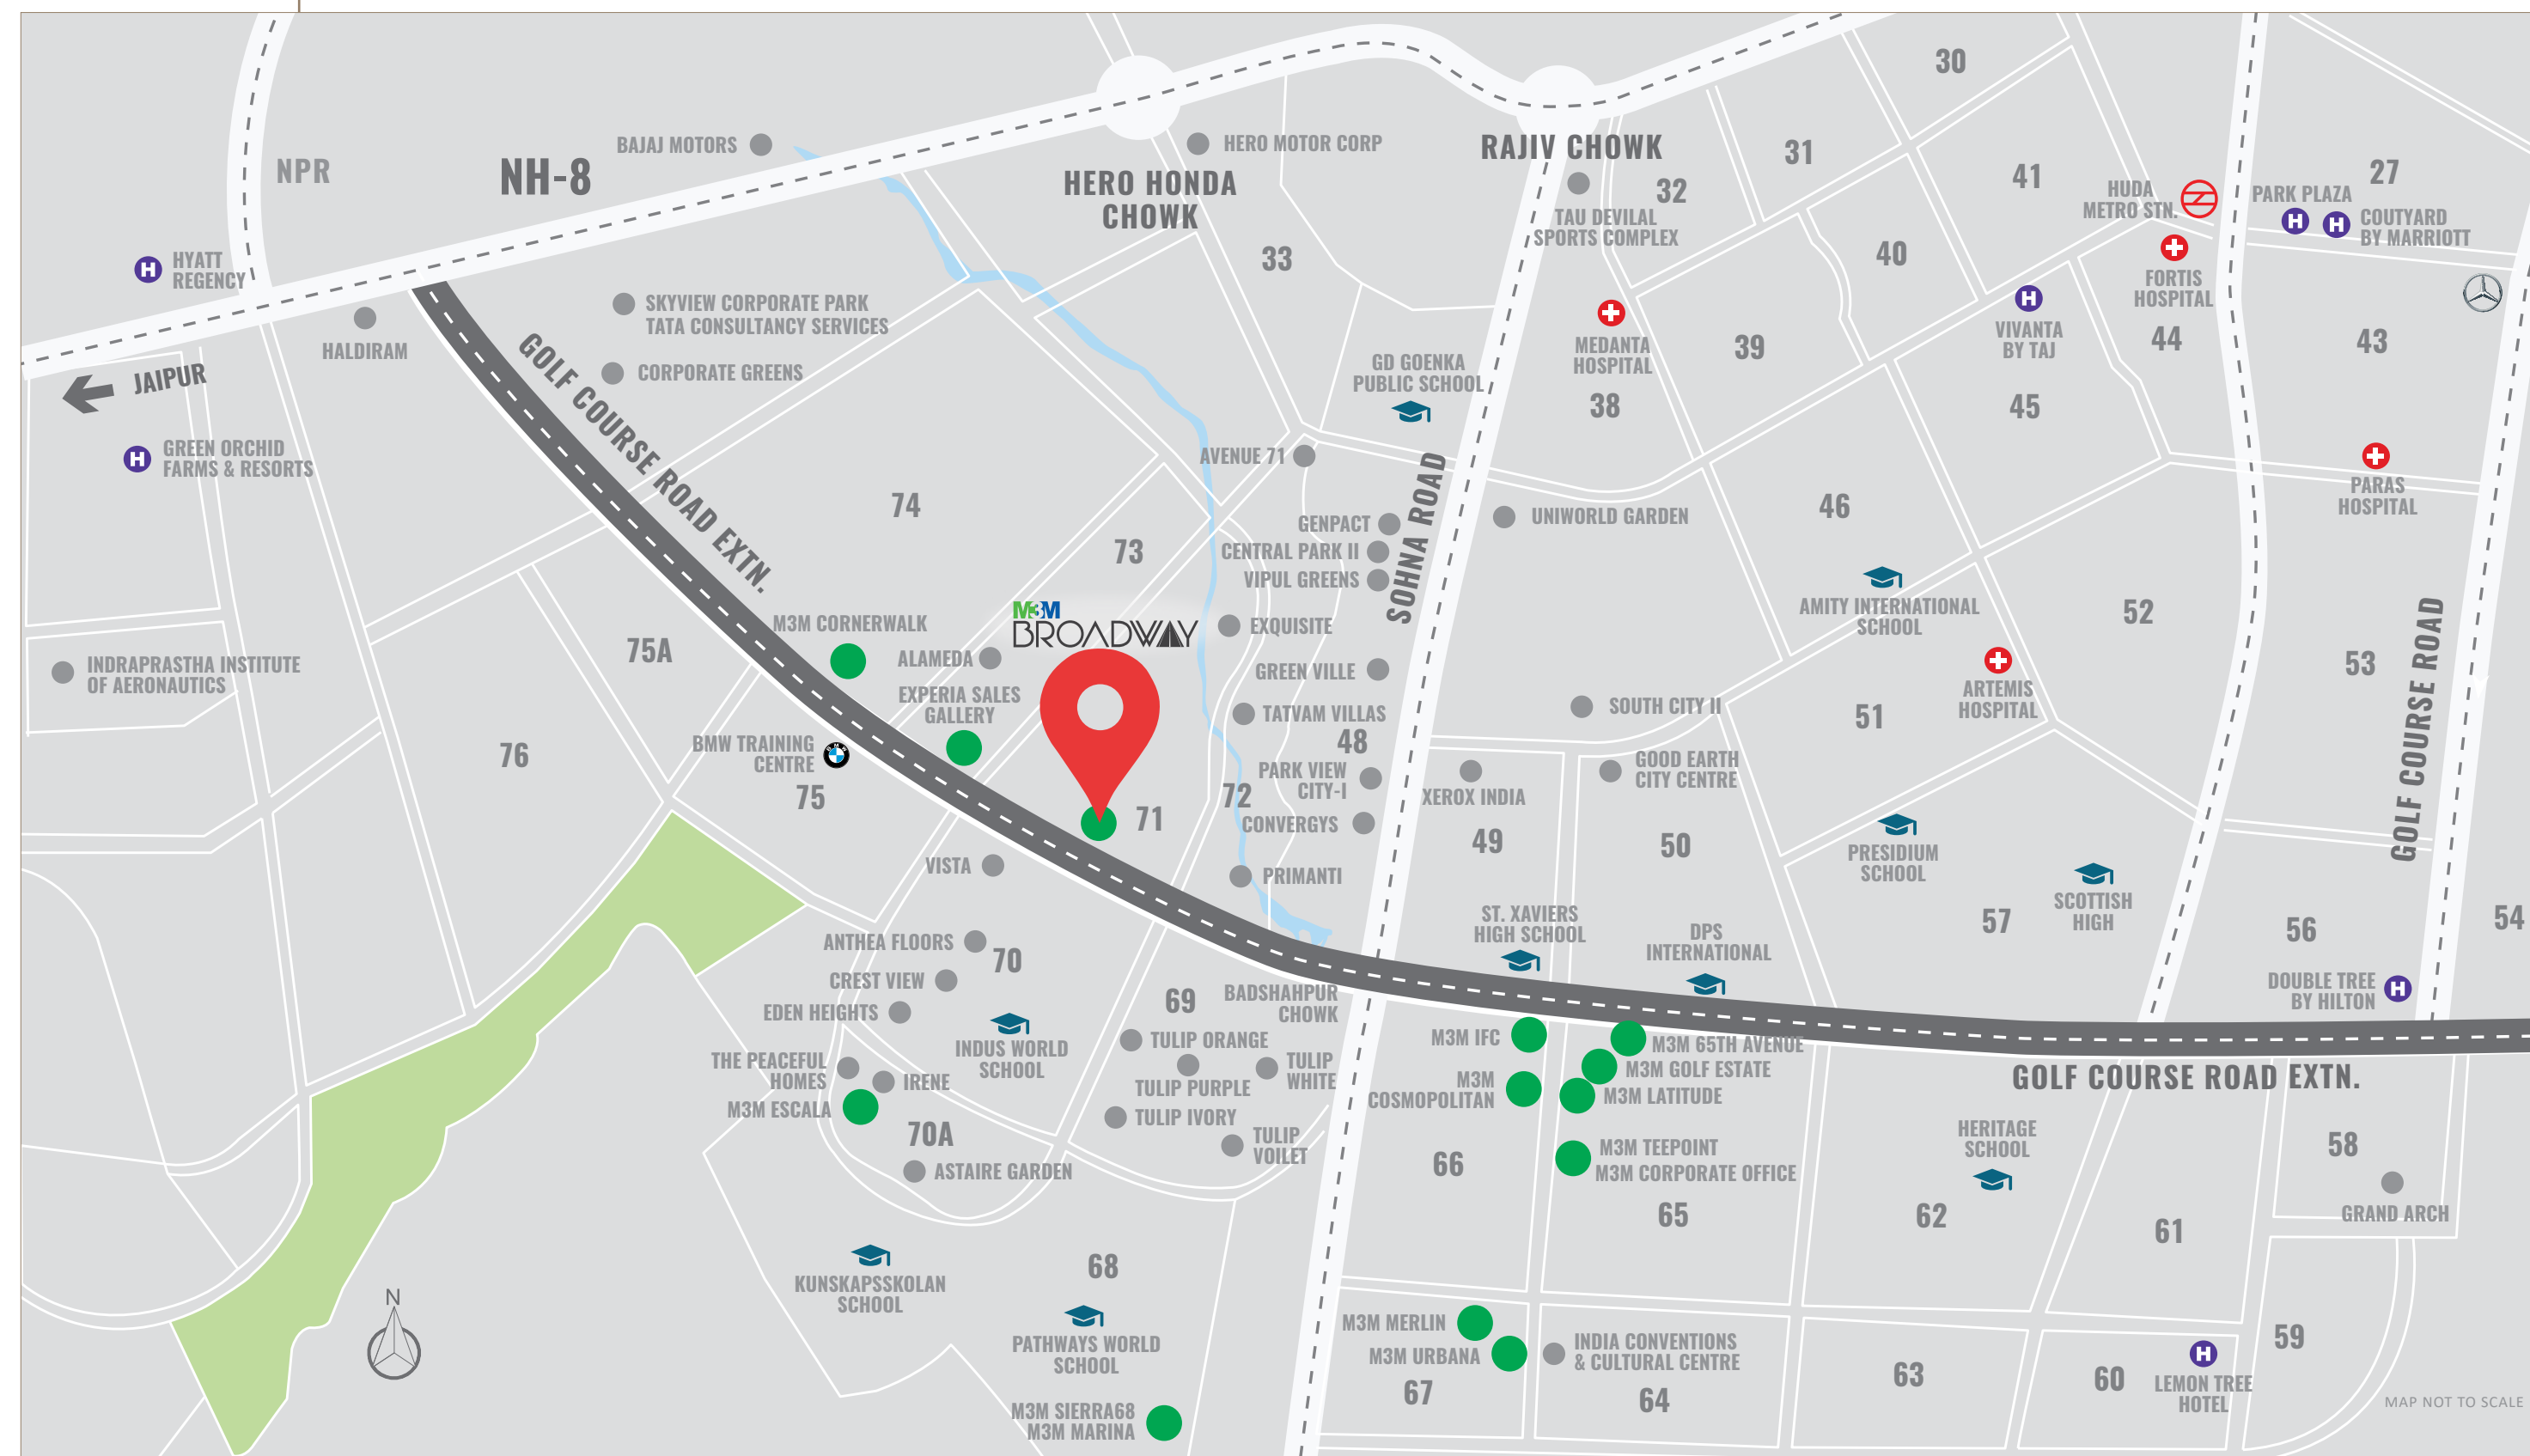 30
BAJAJ MOTORS
HERO MOTOR CORP
RAJIV CHOWK
31
NPR
NH-8
HERO HONDA
CHOWK
32
41
27
HUDA
METRO STN.
PARK PLAZA
COUTYARD
BY MARRIOTT
TAU DEVILAL
SPORTS COMPLEX
HYATT
REGENCY
33
40
FORTIS
HOSPITAL
SKYVIEW CORPORATE PARK
TATA CONSULTANCY SERVICES
HALDIRAM
CORPORATE GREENS
JAIPUR
GOLF COURSE ROAD EXTN.
MEDANTA
HOSPITAL
39
VIVANTA
BY TAJ
44
43
GD GOENKA
PUBLIC SCHOOL
38
45
GREEN ORCHID
FARMS & RESORTS
AVENUE 71
SOHNA ROAD
PARAS
HOSPITAL
74
46
GENPACT
UNIWORLD GARDEN
73
CENTRAL PARK II
VIPUL GREENS
M3M
BROADWAY
M3M CORNERWALK
EXQUISITE
AMITY INTERNATIONAL
SCHOOL
52
75A
ALAMEDA
GREEN VILLE
53
GOLF COURSE ROAD
INDRAPRASTHA INSTITUTE
OF AERONAUTICS
EXPERIA SALES
GALLERY
ARTEMIS
HOSPITAL
TATVAM VILLAS
SOUTH CITY II
51
48
76
BMW TRAINING
CENTRE
75
PARK VIEW
CITY-I
XEROX INDIA
GOOD EARTH
CITY CENTRE
71
72
CONVERGYS
49
50
PRESIDIUM
SCHOOL
VISTA
PRIMANTI
SCOTTISH
HIGH
57
56
54
ST. XAVIERS
HIGH SCHOOL
DPS
INTERNATIONAL
ANTHEA FLOORS
70
CREST VIEW
EDEN HEIGHTS
69
BADSHAHPUR
CHOWK
DOUBLE TREE
BY HILTON
M3M IFC
M3M 65TH AVENUE
TULIP ORANGE
INDUS WORLD
SCHOOL
THE PEACEFUL
HOMES
IRENE
TULIP PURPLE
TULIP
WHITE
M3M
COSMOPOLITAN
M3M GOLF ESTATE
M3M LATITUDE
GOLF COURSE ROAD EXTN.
M3M ESCALA
TULIP IVORY
70A
TULIP
VOILET
M3M TEEPOINT
M3M CORPORATE OFFICE
HERITAGE
SCHOOL
58
ASTAIRE GARDEN
66
65
62
61
GRAND ARCH
KUNSKAPSSKOLAN
SCHOOL
68
N
PATHWAYS WORLD
SCHOOL
M3M MERLIN
M3M URBANA
INDIA CONVENTIONS
& CULTURAL CENTRE
59
67
64
63
60
LEMON TREE
HOTEL
M3M SIERRA68
M3M MARINA
MAP NOT TO SCALE